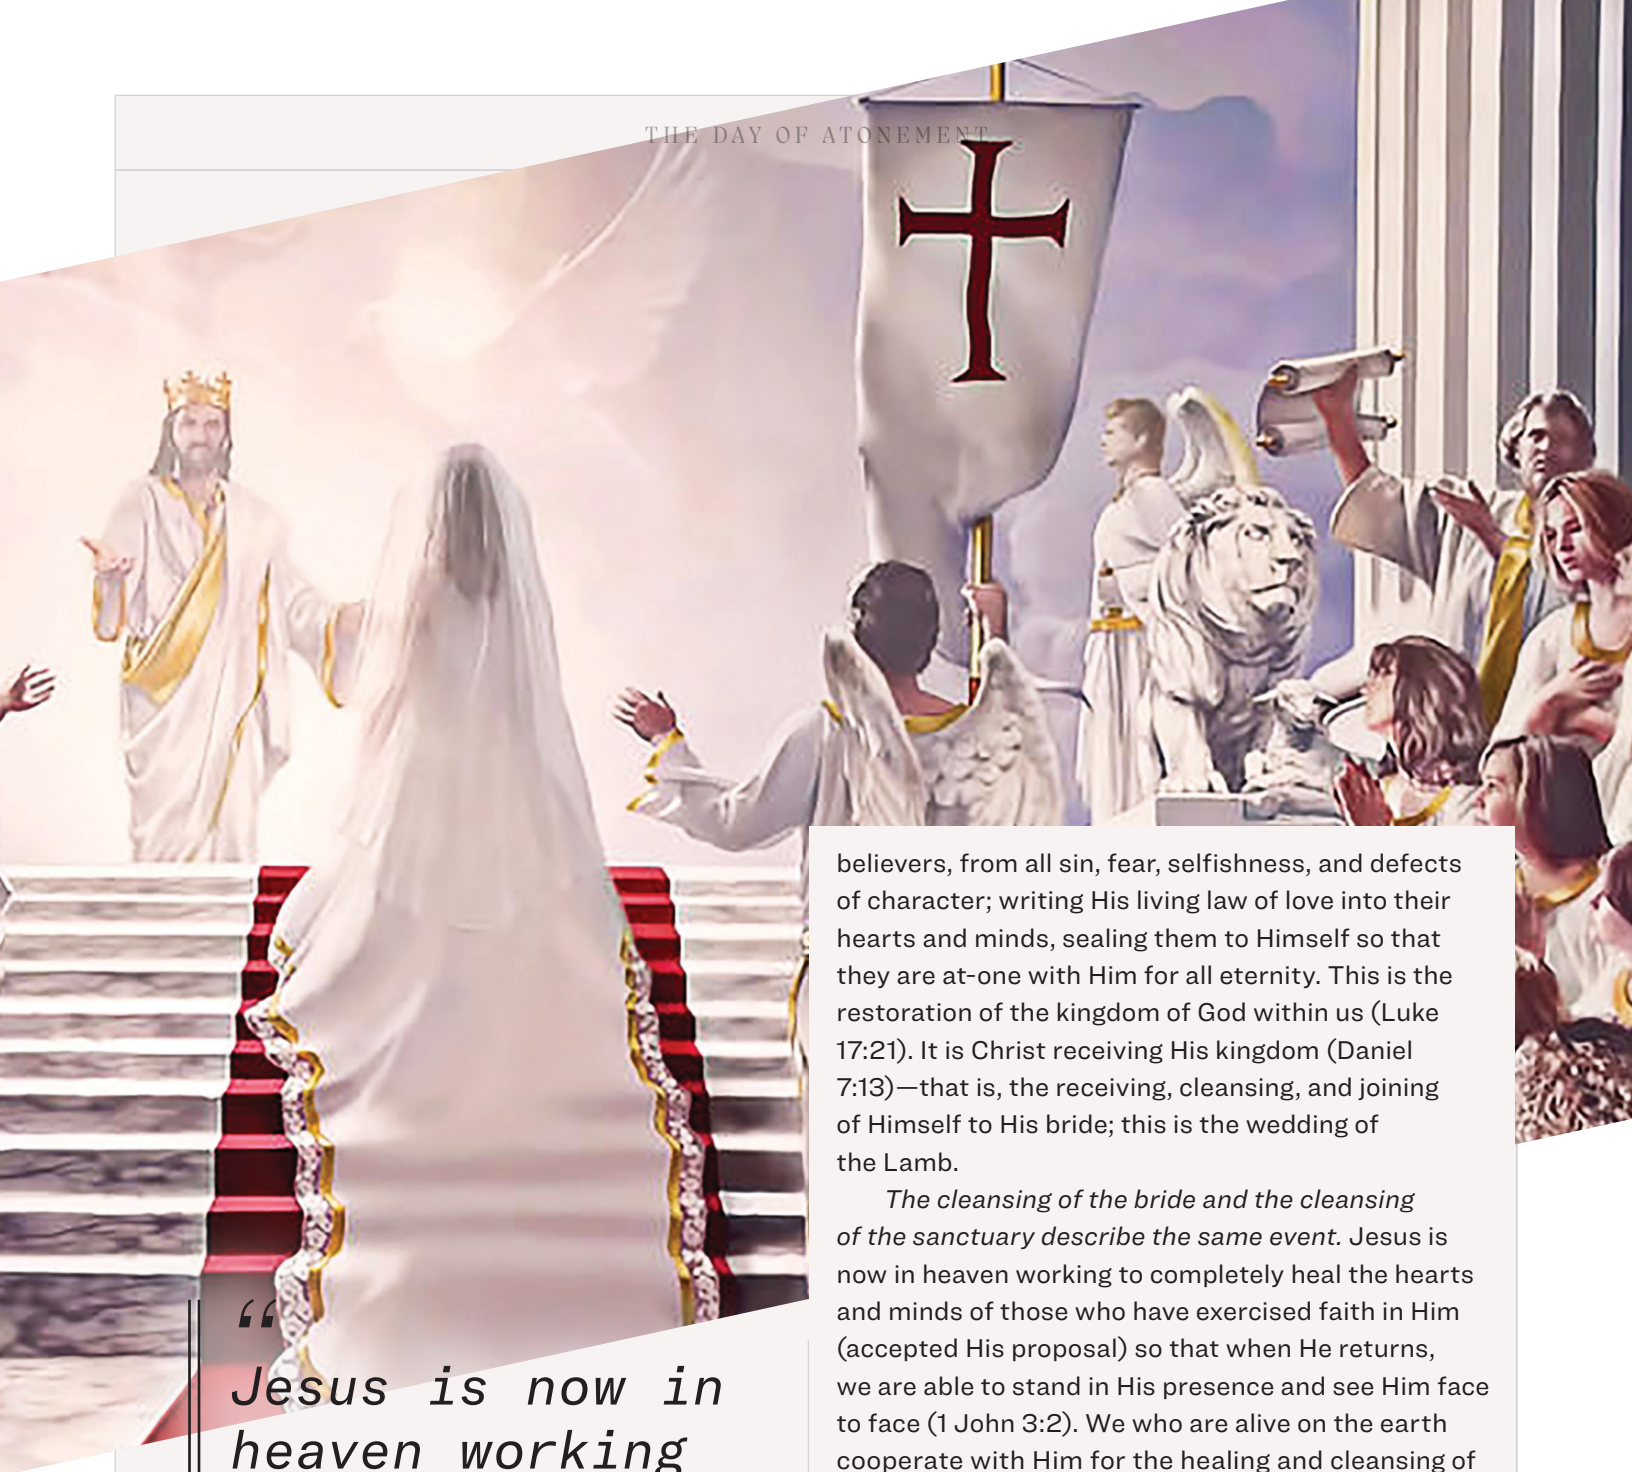 THE DAY OF ATONEMENT
“
Jesus is now in
heaven working
believers, from all sin, fear, selfishness, and defects
of character; writing His living law of love into their
hearts and minds, sealing them to Himself so that
they are at-one with Him for all eternity. This is the
restoration of the kingdom of God within us (Luke
17:21). It is Christ receiving His kingdom (Daniel
7:13)—that is, the receiving, cleansing, and joining
of Himself to His bride; this is the wedding of
the Lamb.
The cleansing of the bride and the cleansing
of the sanctuary describe the same event. Jesus is
now in heaven working to completely heal the hearts
and minds of those who have exercised faith in Him
(accepted His proposal) so that when He returns,
we are able to stand in His presence and see Him face
to face (1 John 3:2). We who are alive on the earth
cooperate with Him for the healing and cleansing of